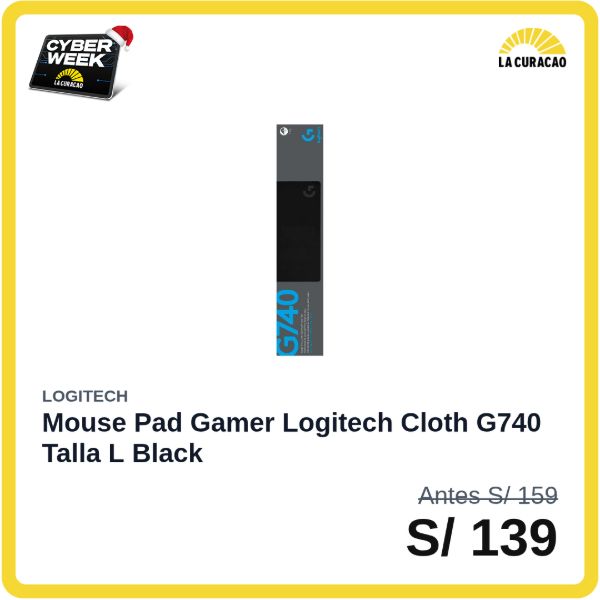 CYBER
WEEK
LA CURACAO
LA CURACAO
G740
LOGITECH
Mouse Pad Gamer Logitech Cloth G740
Talla L Black
Antes S/ 159
S/ 139